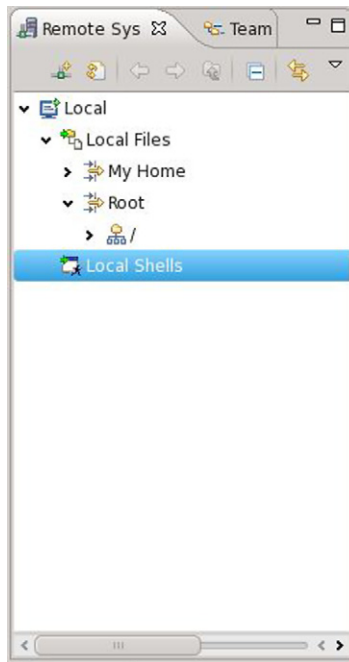 Remote Sys Team
Local
Local Files
My Home
Root
/
Local Shells